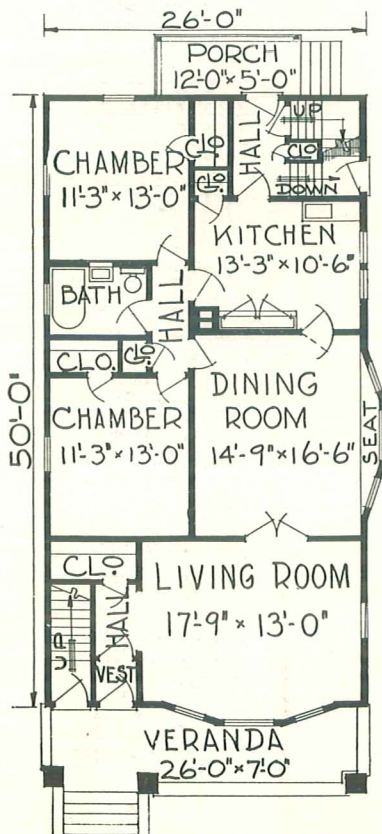 26'-0"
PORCH
12'-0"×5'-0"
UP
HALL
CLO
CLO
CLO
DOWN
CHAMBER
11'-3"×13'-0"
KITCHEN
13'-3"×10'-6"
BATH
HALL
CLO.
CLO
50'-0"
CHAMBER
11'-3"×13'-0"
DINING
ROOM
14'-9"×16'-6"
SEAT
CLO
LIVING ROOM
17'-9" × 13'-0"
HALL
UP
VEST
VERANDA
26'-0"×7'-0"